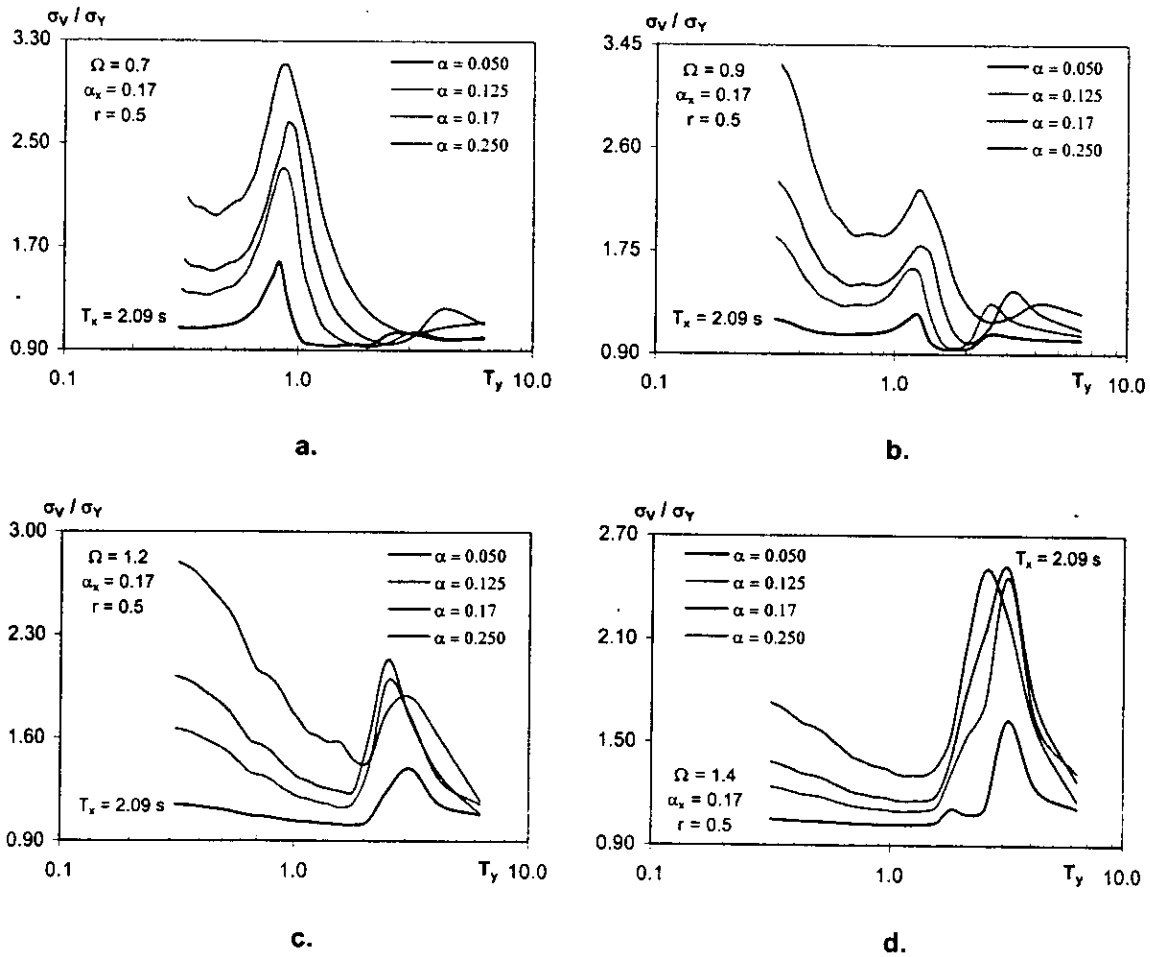 σV / σY
3.30
2.50
1.70
0.90
Ω = 0.7
αx = 0.17
r = 0.5
α = 0.050
α = 0.125
α = 0.17
α = 0.250
Tx = 2.09 s
0.1
1.0
Ty
10.0
a.
σV / σY
3.45
2.60
1.75
0.90
Ω = 0.9
αx = 0.17
r = 0.5
α = 0.050
α = 0.125
α = 0.17
α = 0.250
Tx = 2.09 s
0.1
1.0
Ty
10.0
b.
σV / σY
3.00
2.30
1.60
0.90
Ω = 1.2
αx = 0.17
r = 0.5
α = 0.050
α = 0.125
α = 0.17
α = 0.250
Tx = 2.09 s
0.1
1.0
Ty
10.0
c.
σV / σY
2.70
2.10
1.50
0.90
α = 0.050
α = 0.125
α = 0.17
α = 0.250
Tx = 2.09 s
Ω = 1.4
αx = 0.17
r = 0.5
0.1
1.0
Ty
10.0
d.